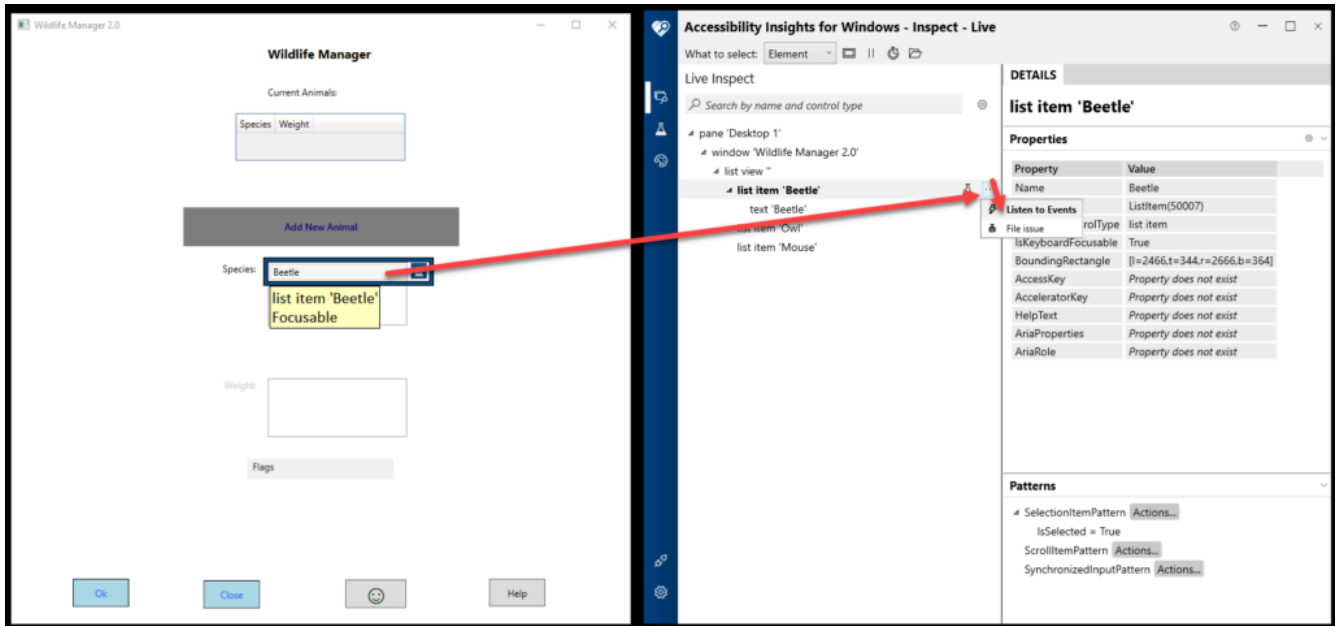 Wildlife Manager 2.0
Wildlife Manager
Current Animals:
Species Weight
Add New Animal
Species:
Beetle
list item 'Beetle'
Focusable
Weight:
Flags
Ok
Close
Help
Accessibility Insights for Windows - Inspect - Live
What to select: Element
Live Inspect
Search by name and control type
pane 'Desktop 1'
window 'Wildlife Manager 2.0'
list view ''
list item 'Beetle'
text 'Beetle'
list item 'Owl'
list item 'Mouse'
Listen to Events
File issue
DETAILS
list item 'Beetle'
Properties
Property Value
Name Beetle
ListItem(50007)
rolType list item
IsKeyboardFocusable True
BoundingRectangle [l=2466,t=344,r=2666,b=364]
AccessKey Property does not exist
AcceleratorKey Property does not exist
HelpText Property does not exist
AriaProperties Property does not exist
AriaRole Property does not exist
Patterns
SelectionItemPattern Actions...
IsSelected = True
ScrollItemPattern Actions...
SynchronizedInputPattern Actions...